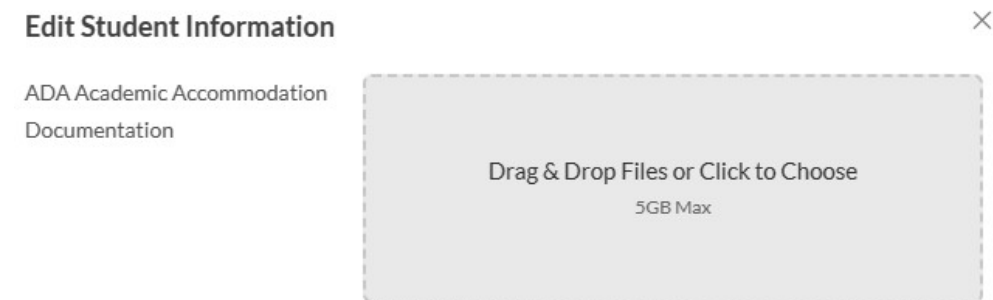 Edit Student Information
ADA Academic Accommodation
Documentation
Drag & Drop Files or Click to Choose
5GB Max